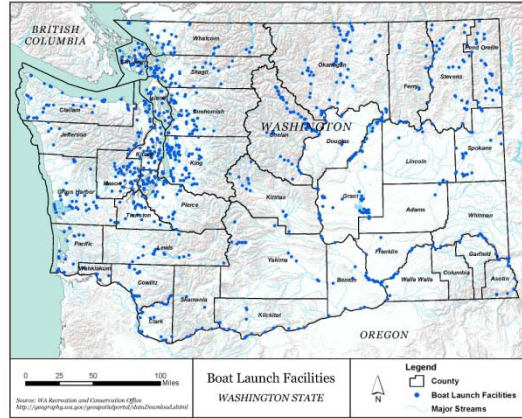 BRITISH
COLUMBIA
Whatcom
San Juan
Skagit
Island
Snohomish
Okanogan
Ferry
Stevens
Pend Oreille
Clallam
Jefferson
WASHINGTON
Chelan
Douglas
Kitsap
King
Lincoln
Spokane
Grays Harbor
Mason
Kittitas
Grant
Pierce
Thurston
Adams
Whitman
Pacific
Lewis
Yakima
Franklin
Garfield
Wahkiakum
Cowlitz
Benton
Walla Walla
Columbia
Asotin
Skamania
Clark
Klickitat
OREGON
0 25 50 100
Miles
Source: WA Recreation and Conservation Office
Boat Launch Facilities
WASHINGTON STATE
N
Legend
County
Boat Launch Facilities
Major Streams